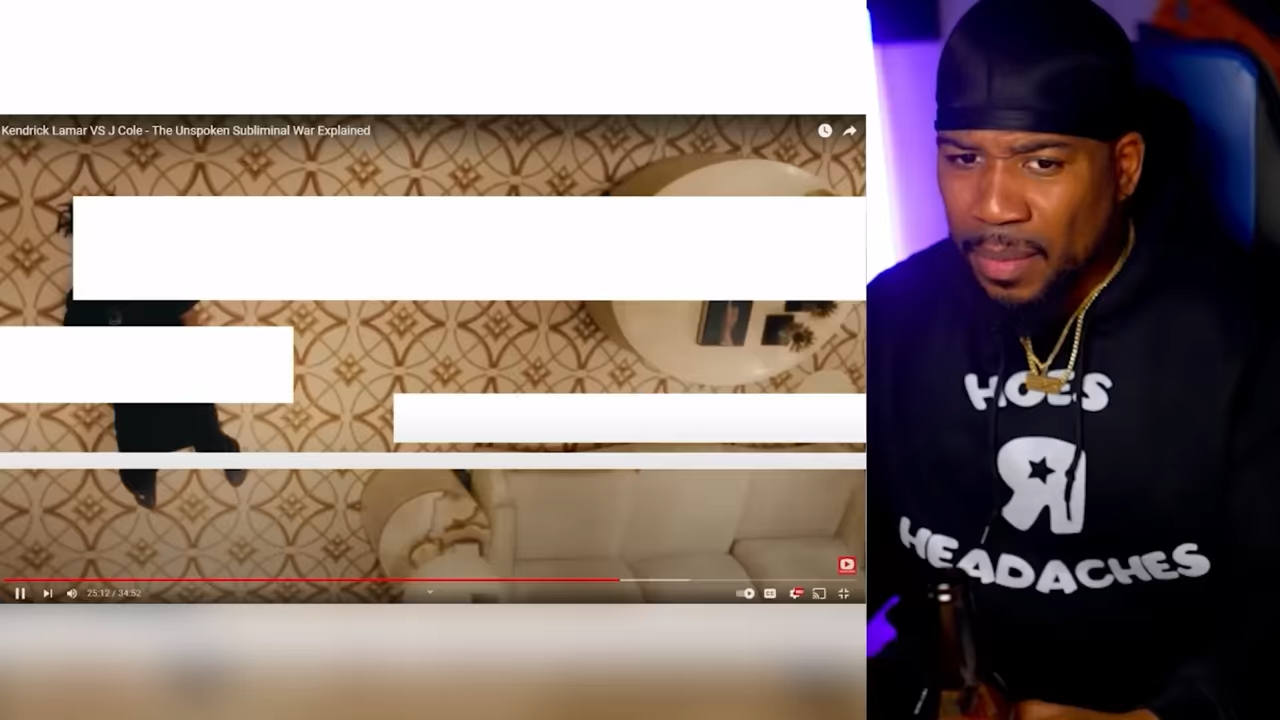 Kendrick Lamar VS J Cole - The Unspoken Subliminal War Explained
25:12 / 34:52
HOES
R
HEADACHES